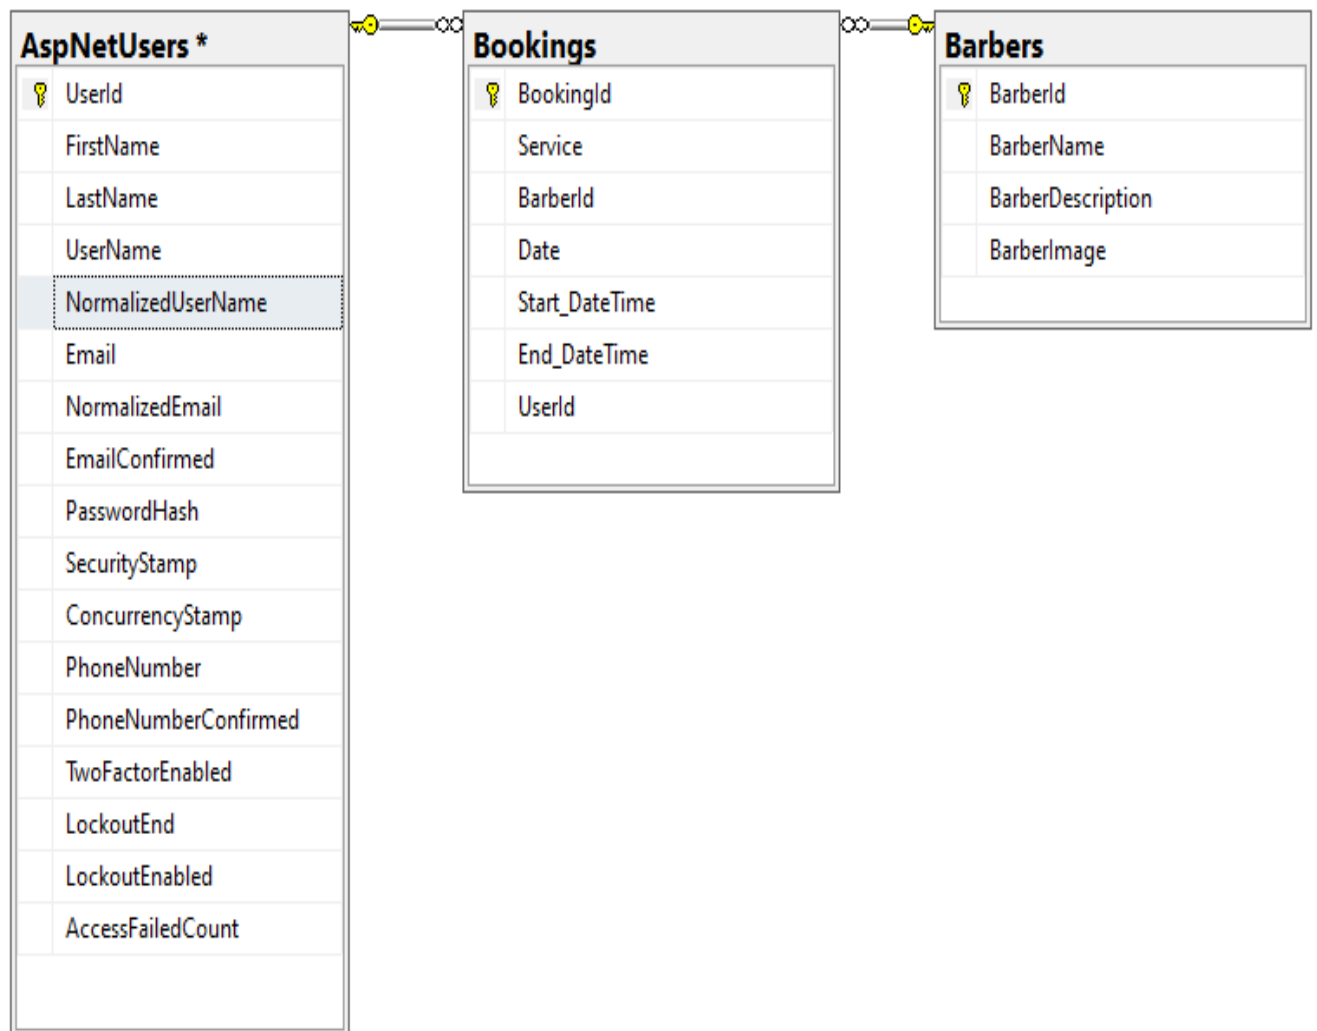 AspNetUsers *
UserId
FirstName
LastName
UserName
NormalizedUserName
Email
NormalizedEmail
EmailConfirmed
PasswordHash
SecurityStamp
ConcurrencyStamp
PhoneNumber
PhoneNumberConfirmed
TwoFactorEnabled
LockoutEnd
LockoutEnabled
AccessFailedCount
Bookings
BookingId
Service
BarberId
Date
Start_DateTime
End_DateTime
UserId
Barbers
BarberId
BarberName
BarberDescription
BarberImage